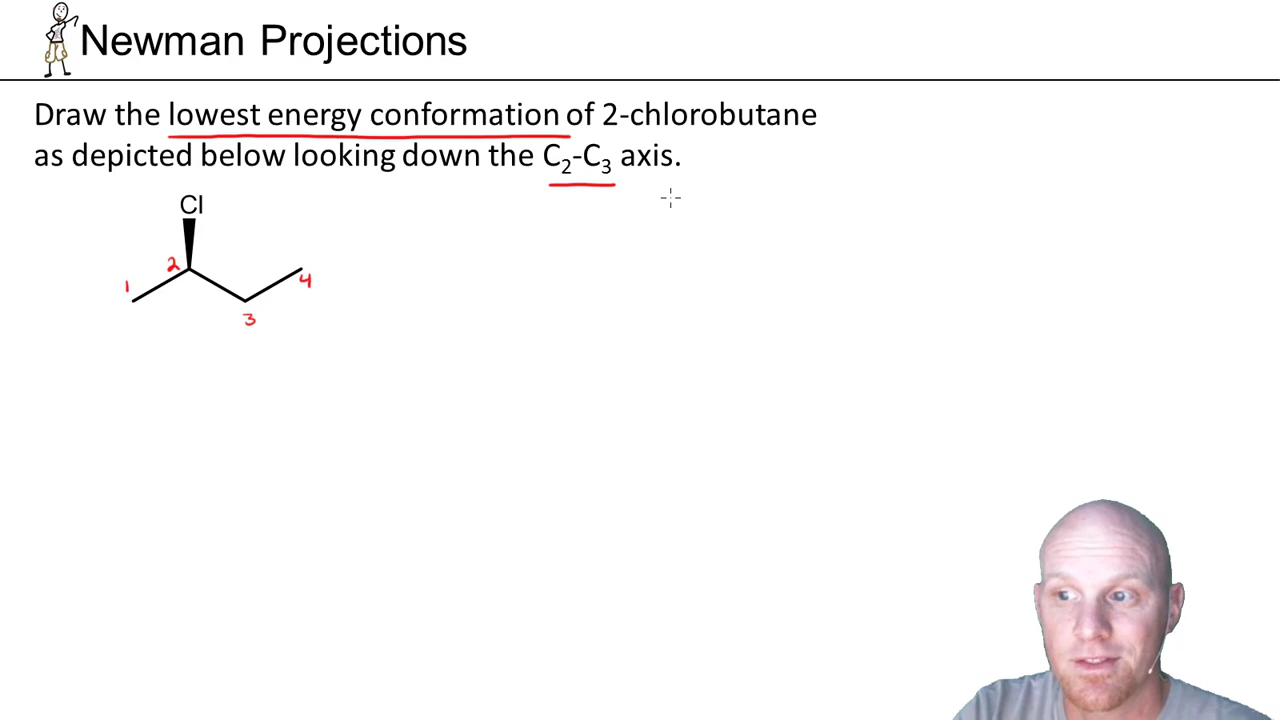 Newman Projections
Draw the lowest energy conformation of 2-chlorobutane
as depicted below looking down the C₂-C₃ axis.
Cl
2
1
4
3